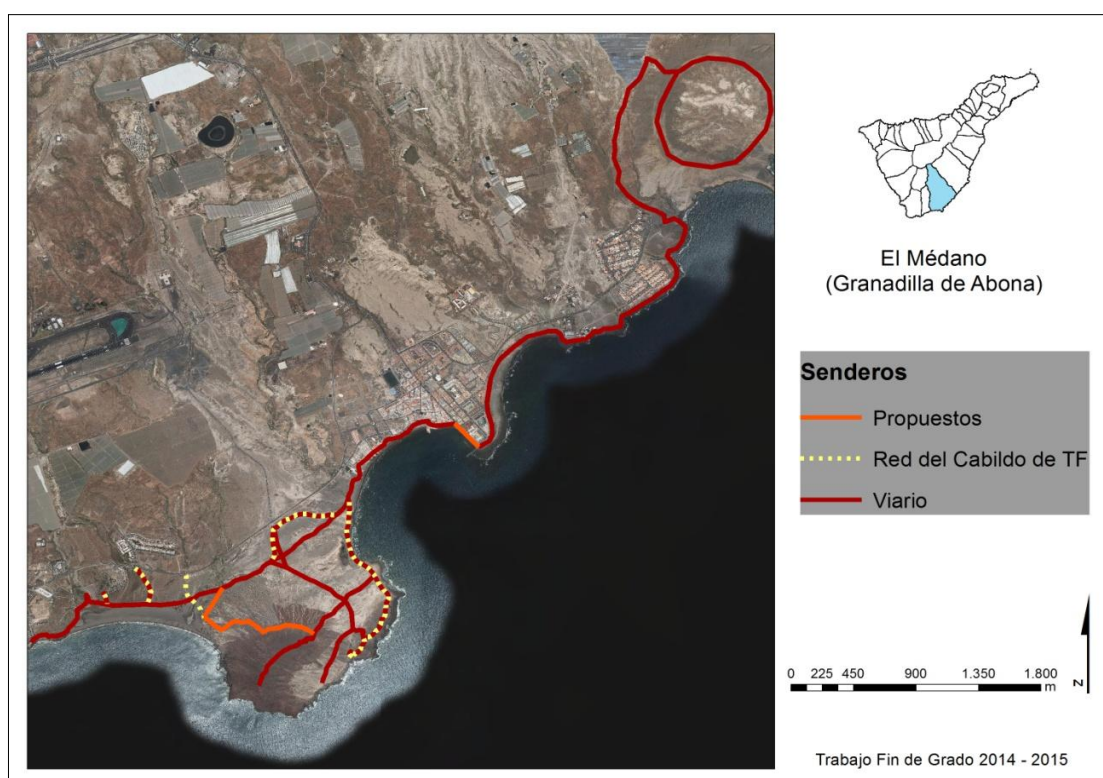 El Médano
(Granadilla de Abona)
Senderos
Propuestos
Red del Cabildo de TF
Viario
0 225 450 900 1.350 1.800
m
N
Trabajo Fin de Grado 2014 - 2015